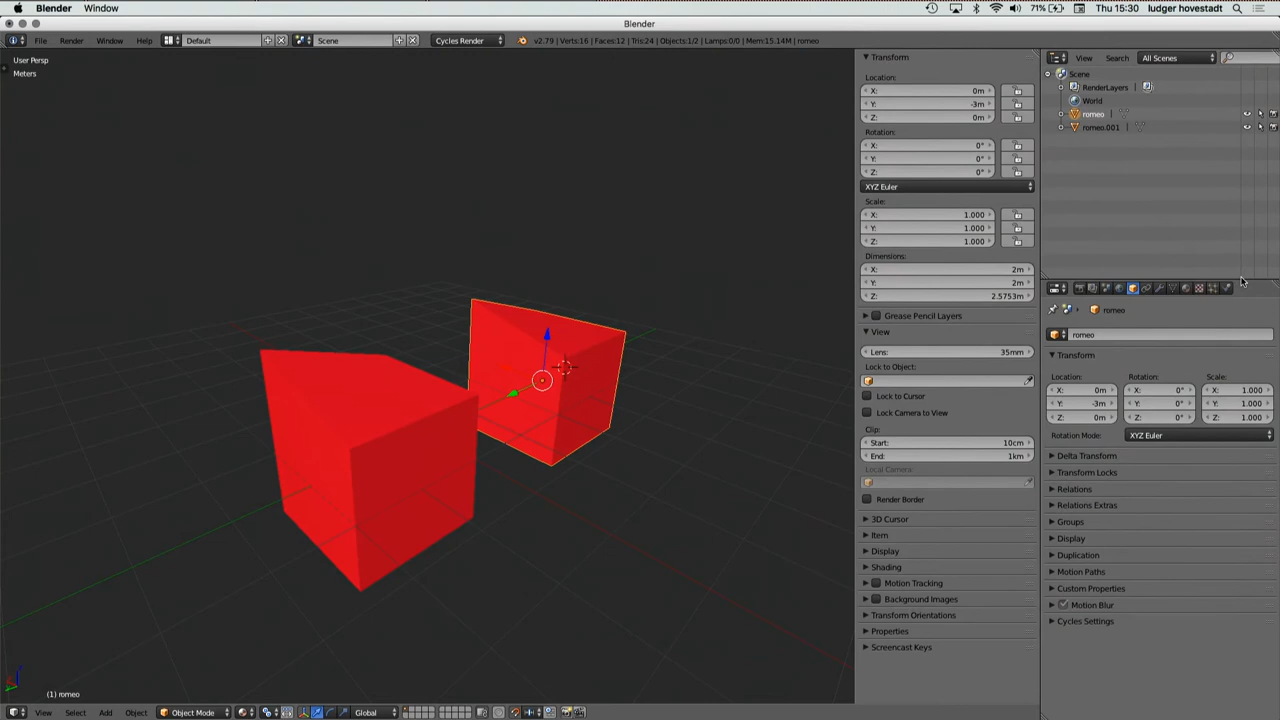 Blender Window 71% Thu 15:30 ludger hovestadt
Blender
File Render Window Help Default Scene Cycles Render v2.79 | Verts:16 | Faces:12 | Tris:24 | Objects:1/2 | Lamps:0/0 | Mem:15.14M | romeo
User Persp
Meters
(1) romeo
View Select Add Object Object Mode Global
Transform
Location:
X: 0m
Y: -3m
Z: 0m
Rotation:
X: 0°
Y: 0°
Z: 0°
XYZ Euler
Scale:
X: 1.000
Y: 1.000
Z: 1.000
Dimensions:
X: 2m
Y: 2m
Z: 2.5753m
Grease Pencil Layers
View
Lens: 35mm
Lock to Object:
Lock to Cursor
Lock Camera to View
Clip:
Start: 10cm
End: 1km
Local Camera:
Render Border
3D Cursor
Item
Display
Shading
Motion Tracking
Background Images
Transform Orientations
Properties
Screencast Keys
View Search All Scenes
Scene
RenderLayers |
World
romeo |
romeo.001 |
romeo
romeo
Transform
Location: Rotation: Scale:
X: 0m X: 0° X: 1.000
Y: -3m Y: 0° Y: 1.000
Z: 0m Z: 0° Z: 1.000
Rotation Mode: XYZ Euler
Delta Transform
Transform Locks
Relations
Relations Extras
Groups
Display
Duplication
Motion Paths
Custom Properties
Motion Blur
Cycles Settings